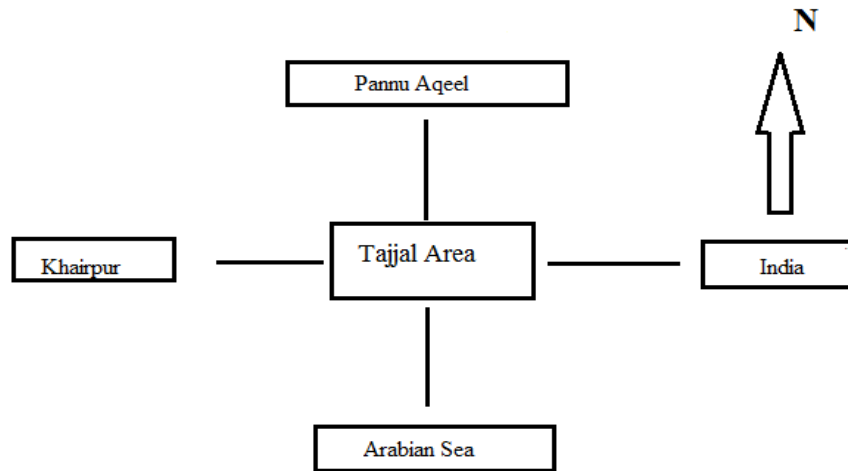 N
Pannu Aqeel
Khairpur
Tajjal Area
India
Arabian Sea